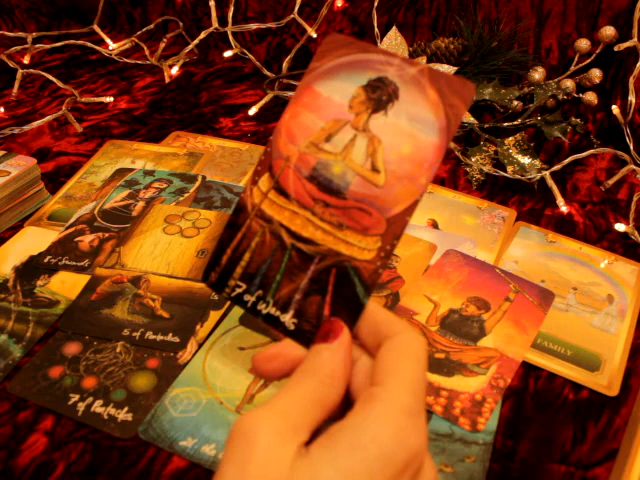 7 of Wands
8 of Swords
5 of Pentacles
7 of Pentacles
FAMILY